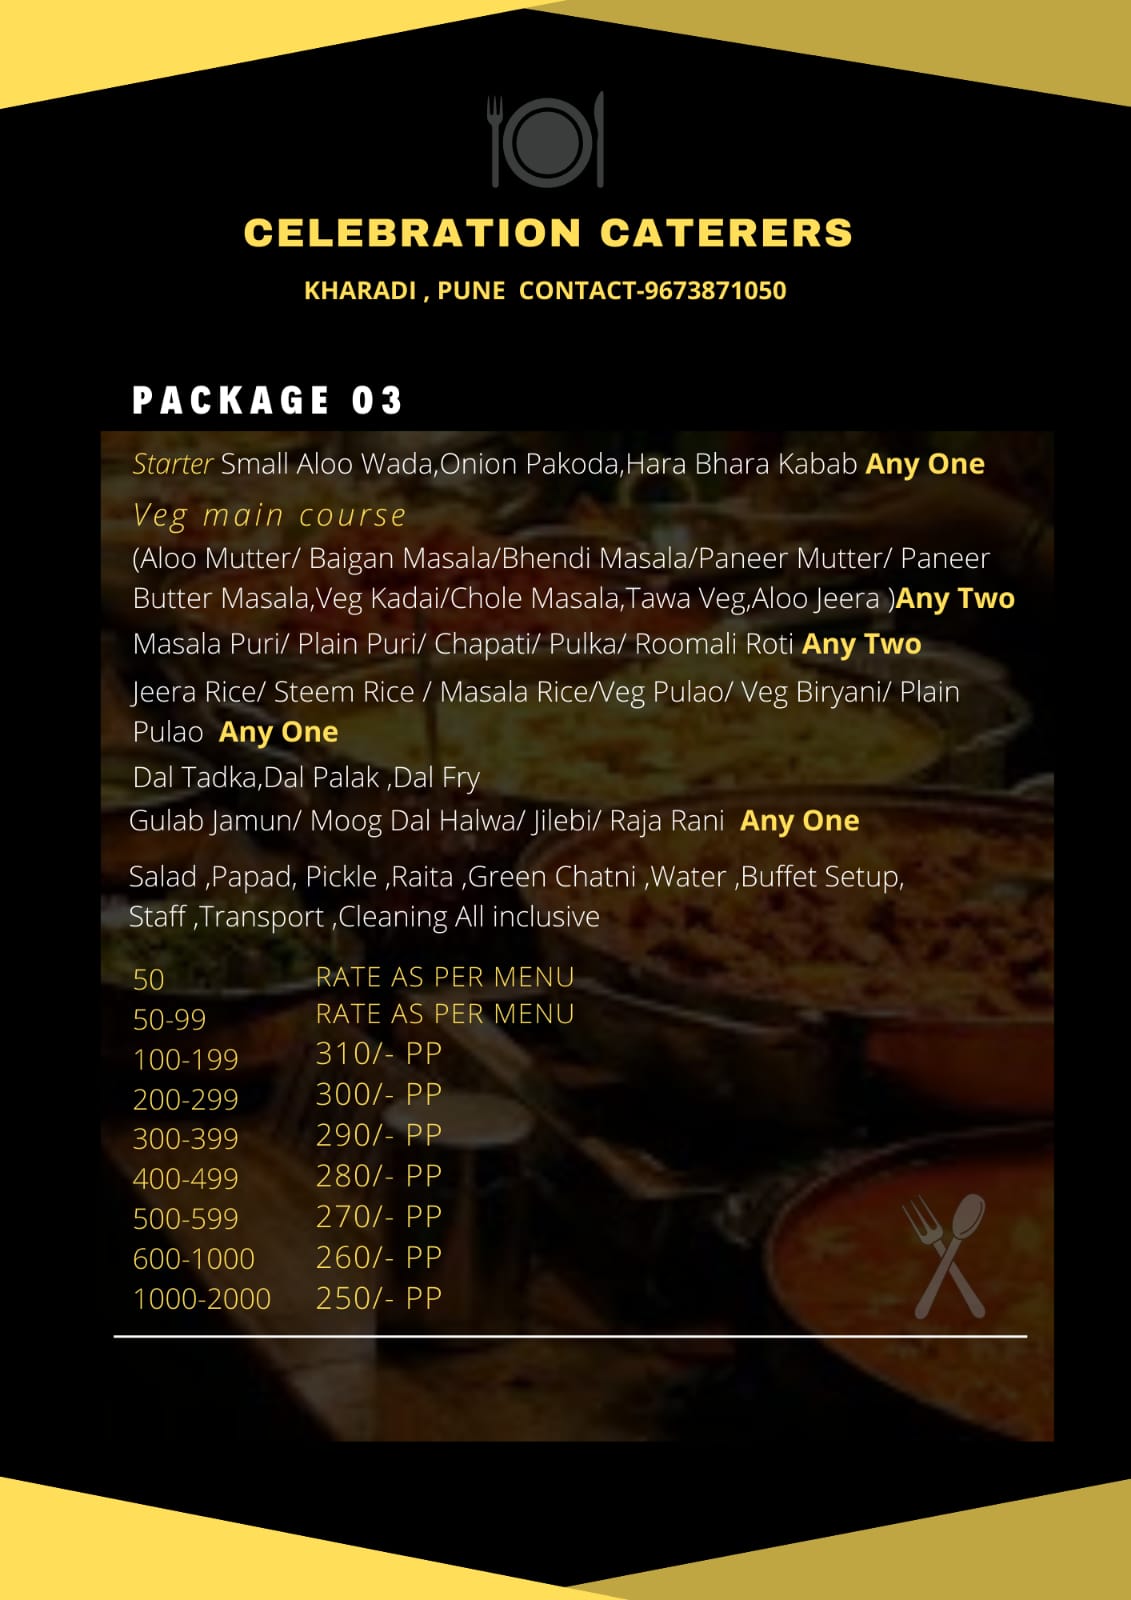 CELEBRATION CATERERS
KHARADI , PUNE CONTACT-9673871050
PACKAGE 03
Starter Small Aloo Wada,Onion Pakoda,Hara Bhara Kabab Any One
Veg main course
(Aloo Mutter/ Baigan Masala/Bhendi Masala/Paneer Mutter/ Paneer
Butter Masala,Veg Kadai/Chole Masala,Tawa Veg,Aloo Jeera )Any Two
Masala Puri/ Plain Puri/ Chapati/ Pulka/ Roomali Roti Any Two
Jeera Rice/ Steem Rice / Masala Rice/Veg Pulao/ Veg Biryani/ Plain
Pulao Any One
Dal Tadka,Dal Palak ,Dal Fry
Gulab Jamun/ Moog Dal Halwa/ Jilebi/ Raja Rani Any One
Salad ,Papad, Pickle ,Raita ,Green Chatni ,Water ,Buffet Setup,
Staff ,Transport ,Cleaning All inclusive
50 RATE AS PER MENU
50-99 RATE AS PER MENU
100-199 310/- PP
200-299 300/- PP
300-399 290/- PP
400-499 280/- PP
500-599 270/- PP
600-1000 260/- PP
1000-2000 250/- PP